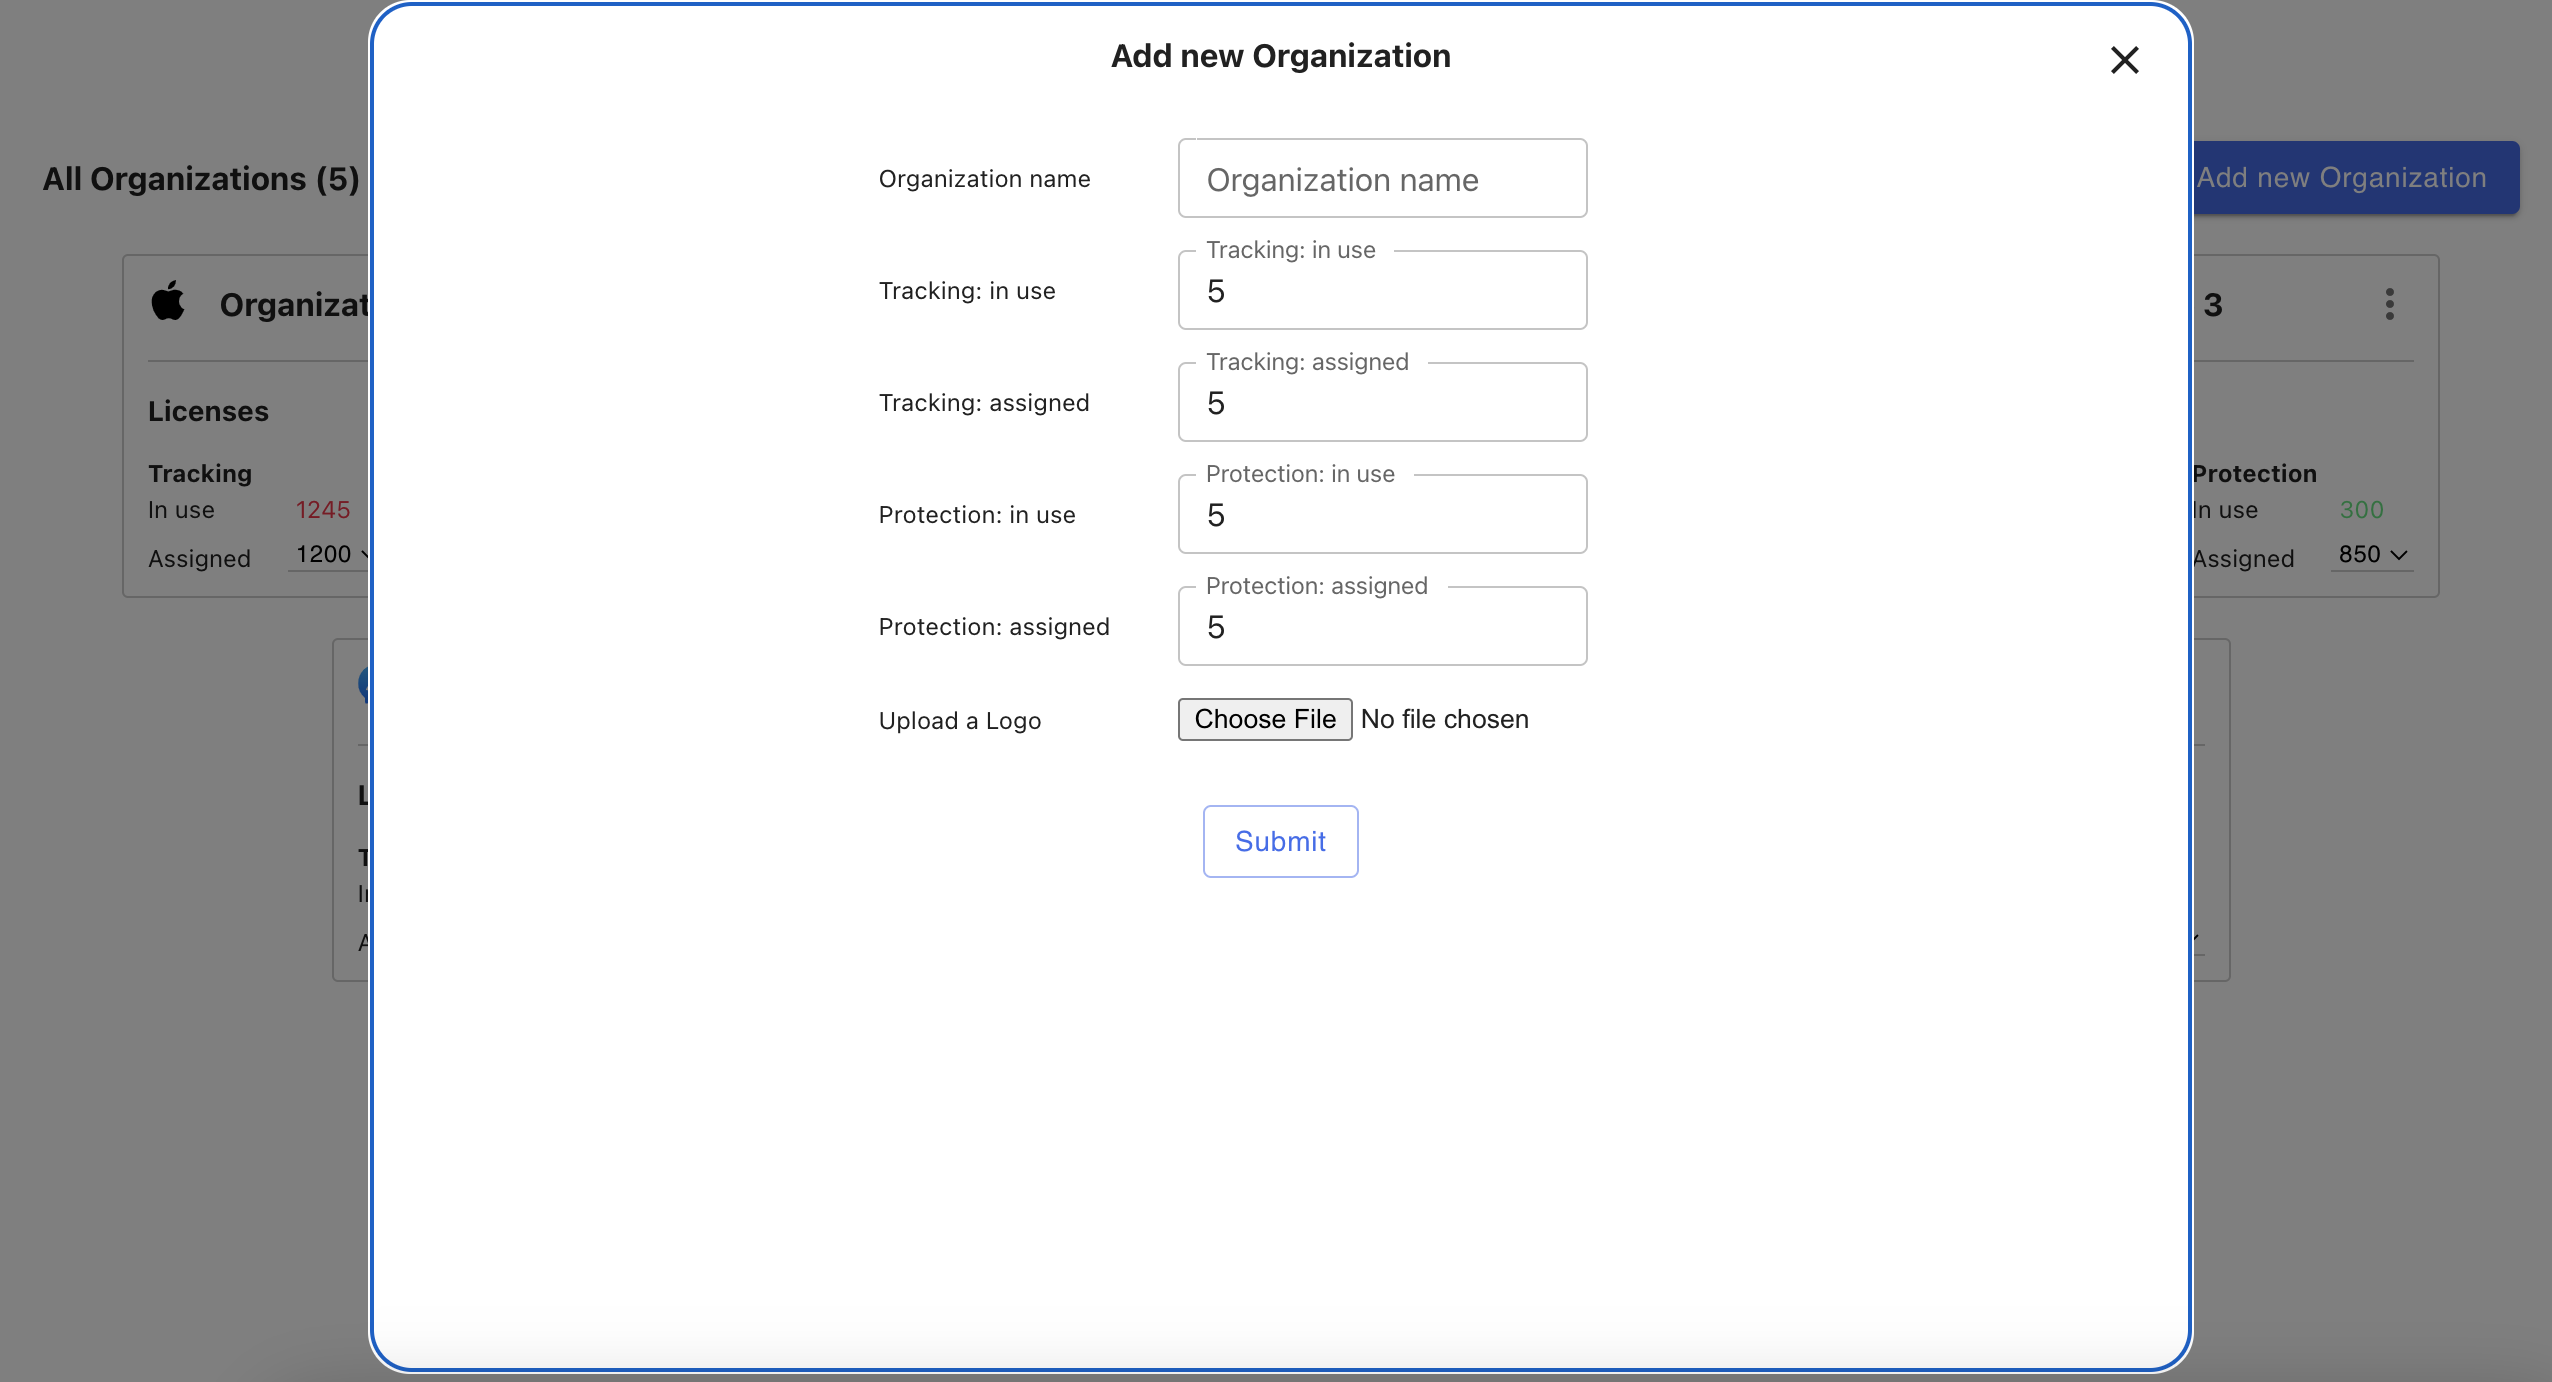 Add new Organization
All Organizations (5)
Add new Organization
Organization name
Organization name
Tracking: in use
Tracking: in use
5
Tracking: assigned
Tracking: assigned
5
Protection: in use
Protection: in use
5
Protection: assigned
Protection: assigned
5
Upload a Logo
Choose File No file chosen
Submit
3
Licenses
Tracking
In use 1245
Assigned 1200
Protection
In use 300
Assigned 850